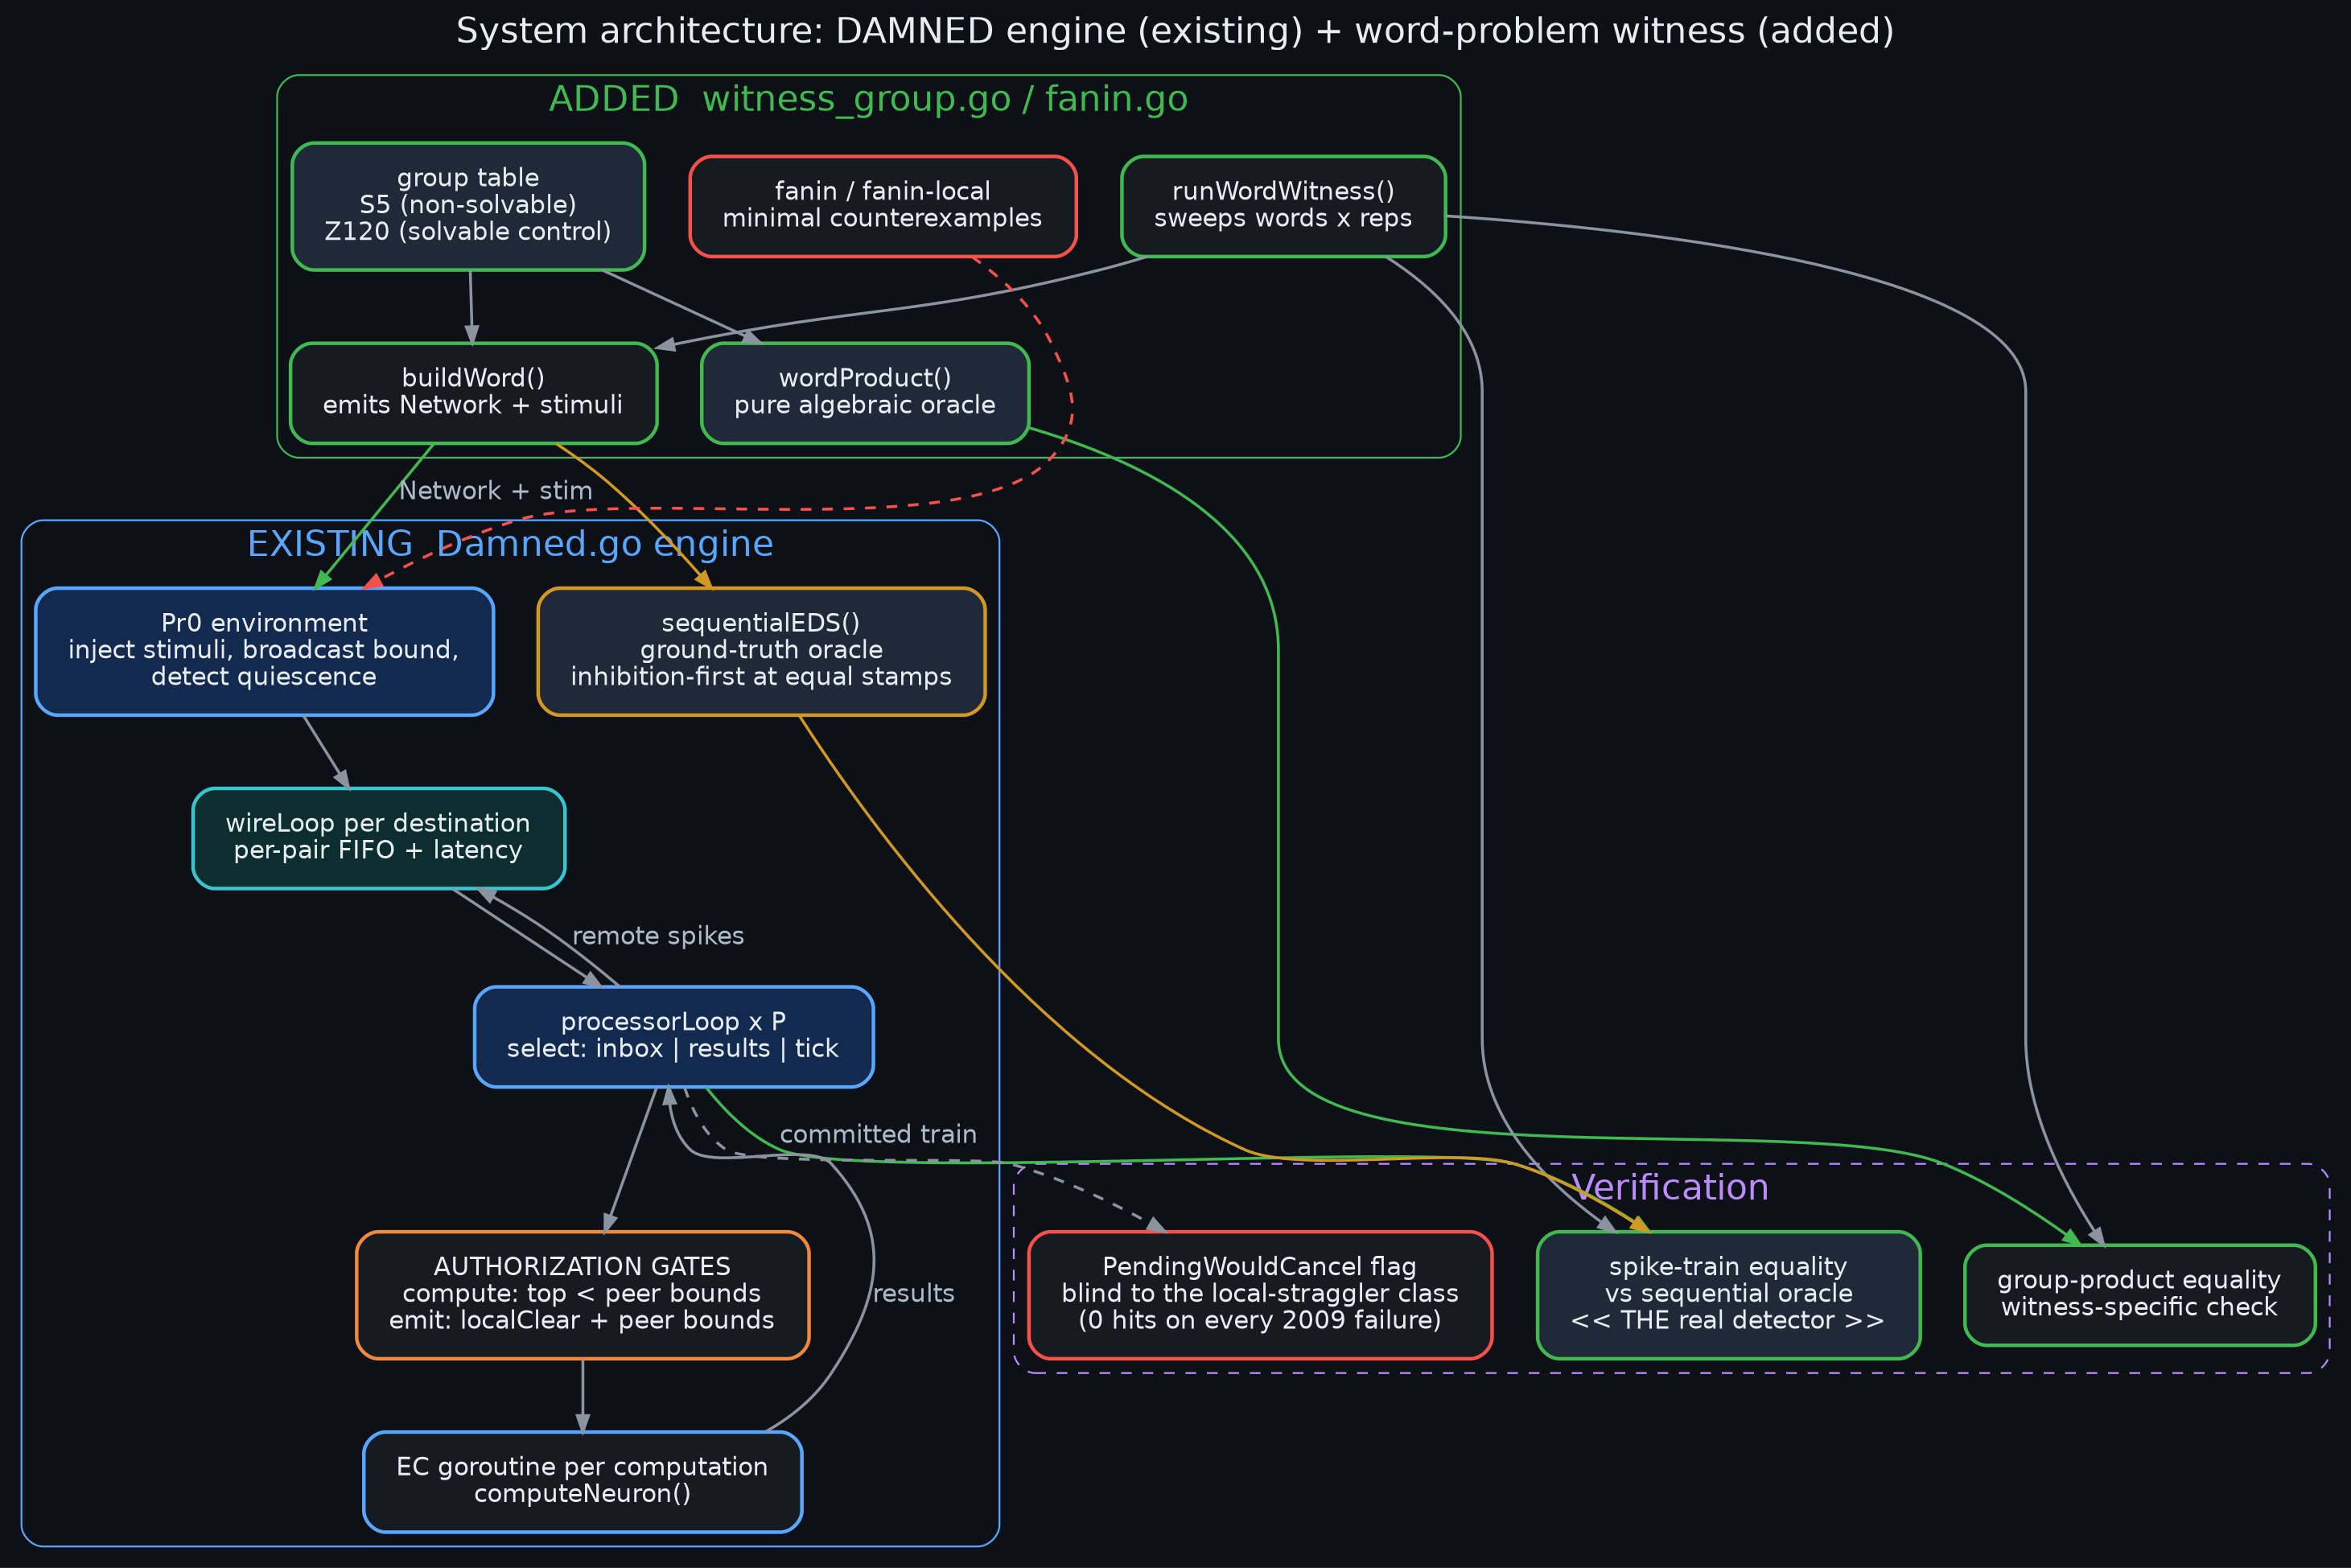 System architecture: DAMNED engine (existing) + word-problem witness (added)
ADDED  witness_group.go / fanin.go
group table
S5 (non-solvable)
Z120 (solvable control)
fanin / fanin-local
minimal counterexamples
runWordWitness()
sweeps words x reps
buildWord()
emits Network + stimuli
wordProduct()
pure algebraic oracle
Network + stim
EXISTING  Damned.go engine
Pr0 environment
inject stimuli, broadcast bound,
detect quiescence
sequentialEDS()
ground-truth oracle
inhibition-first at equal stamps
wireLoop per destination
per-pair FIFO + latency
remote spikes
processorLoop x P
select: inbox | results | tick
committed train
Verification
AUTHORIZATION GATES
compute: top < peer bounds
emit: localClear + peer bounds
results
PendingWouldCancel flag
blind to the local-straggler class
(0 hits on every 2009 failure)
spike-train equality
vs sequential oracle
<< THE real detector >>
group-product equality
witness-specific check
EC goroutine per computation
computeNeuron()